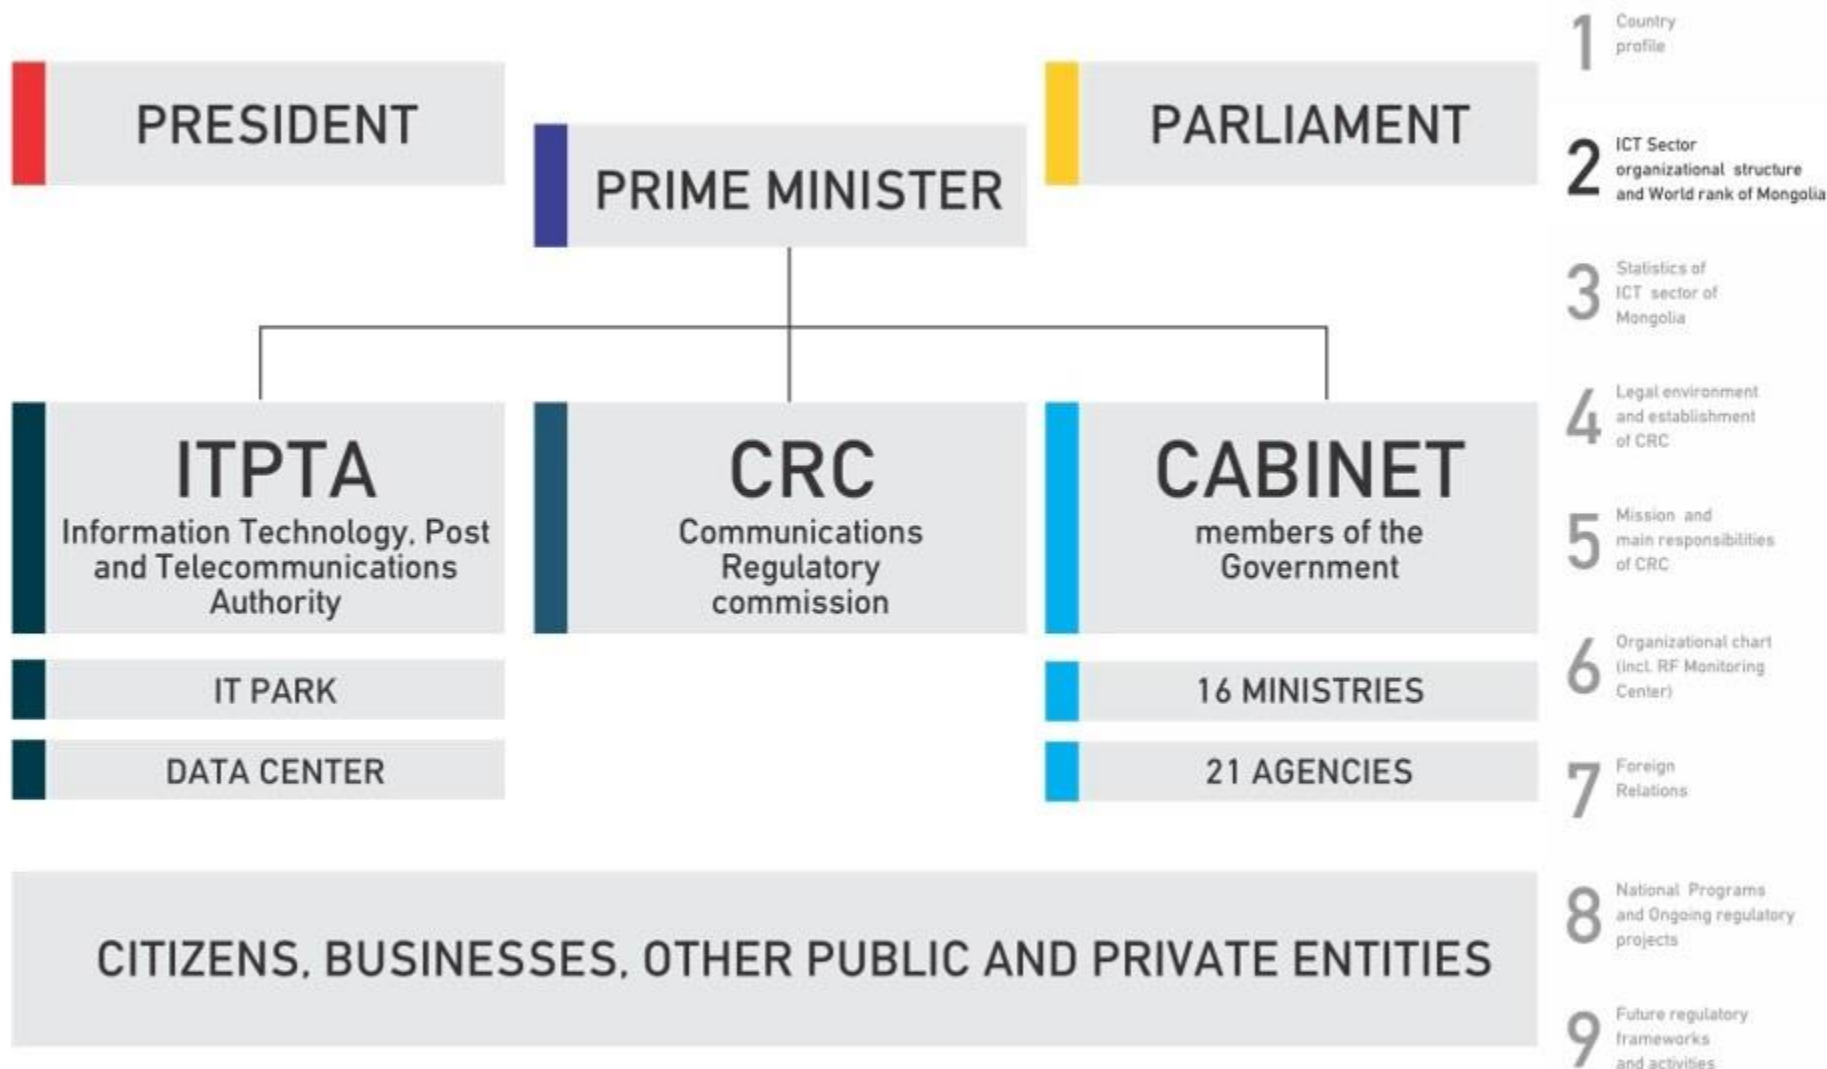 PRESIDENT
PRIME MINISTER
PARLIAMENT
ITPTA
Information Technology, Post
and Telecommunications
Authority
IT PARK
DATA CENTER
CRC
Communications
Regulatory
commission
CABINET
members of the
Government
16 MINISTRIES
21 AGENCIES
CITIZENS, BUSINESSES, OTHER PUBLIC AND PRIVATE ENTITIES
1
Country
profile
2
ICT Sector
organizational structure
and World rank of Mongolia
3
Statistics of
ICT sector of
Mongolia
4
Legal environment
and establishment
of CRC
5
Mission and
main responsibilities
of CRC
6
Organizational chart
(incl. RF Monitoring
Center)
7
Foreign
Relations
8
National Programs
and Ongoing regulatory
projects
9
Future regulatory
frameworks
and activities